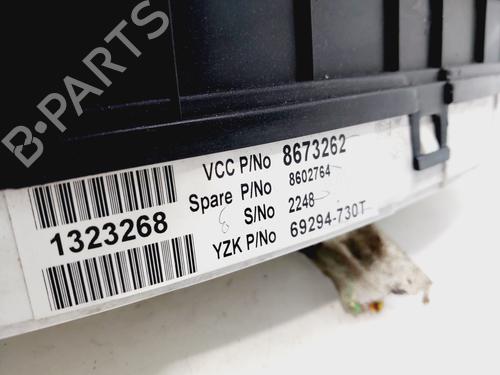 B-PARTS
VCC P/No 8673262
Spare P/No 8602764
S/No 2248
YZK P/No 69294-730T
1323268